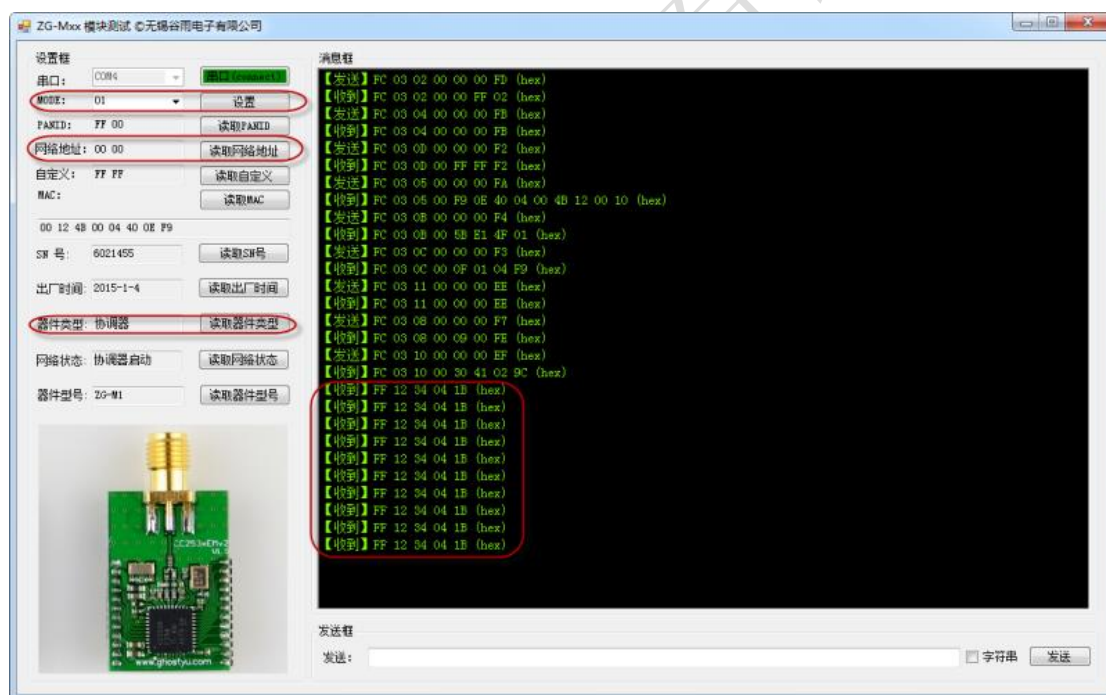 ZG-Mxx 模块测试 ©无锡谷雨电子有限公司
设置框
串口: COM4 串口(connect)
MODE: 01 设置
PANID: FF 00 读取PANID
网络地址: 00 00 读取网络地址
自定义: FF FF 读取自定义
MAC: 读取MAC
00 12 4B 00 04 40 0E F9
SN 号: 6021455 读取SN号
出厂时间: 2015-1-4 读取出厂时间
器件类型: 协调器 读取器件类型
网络状态: 协调器启动 读取网络状态
器件型号: ZG-M1 读取器件型号
CC253xEMv2
V1.
www.ghostyu.com
消息框
【发送】FC 03 02 00 00 00 FD (hex)
【收到】FC 03 02 00 00 FF 02 (hex)
【发送】FC 03 04 00 00 00 FB (hex)
【收到】FC 03 04 00 00 00 FB (hex)
【发送】FC 03 0D 00 00 00 F2 (hex)
【收到】FC 03 0D 00 FF FF F2 (hex)
【发送】FC 03 05 00 00 00 FA (hex)
【收到】FC 03 05 00 F9 0E 40 04 00 4B 12 00 10 (hex)
【发送】FC 03 0B 00 00 00 F4 (hex)
【收到】FC 03 0B 00 5B E1 4F 01 (hex)
【发送】FC 03 0C 00 00 00 F3 (hex)
【收到】FC 03 0C 00 0F 01 04 F9 (hex)
【发送】FC 03 11 00 00 00 EE (hex)
【收到】FC 03 11 00 00 00 EE (hex)
【发送】FC 03 08 00 00 00 F7 (hex)
【收到】FC 03 08 00 09 00 FE (hex)
【发送】FC 03 10 00 00 00 EF (hex)
【收到】FC 03 10 00 30 41 02 9C (hex)
【收到】FF 12 34 04 1B (hex)
【收到】FF 12 34 04 1B (hex)
【收到】FF 12 34 04 1B (hex)
【收到】FF 12 34 04 1B (hex)
【收到】FF 12 34 04 1B (hex)
【收到】FF 12 34 04 1B (hex)
【收到】FF 12 34 04 1B (hex)
【收到】FF 12 34 04 1B (hex)
【收到】FF 12 34 04 1B (hex)
【收到】FF 12 34 04 1B (hex)
发送框
发送: 字符串 发送